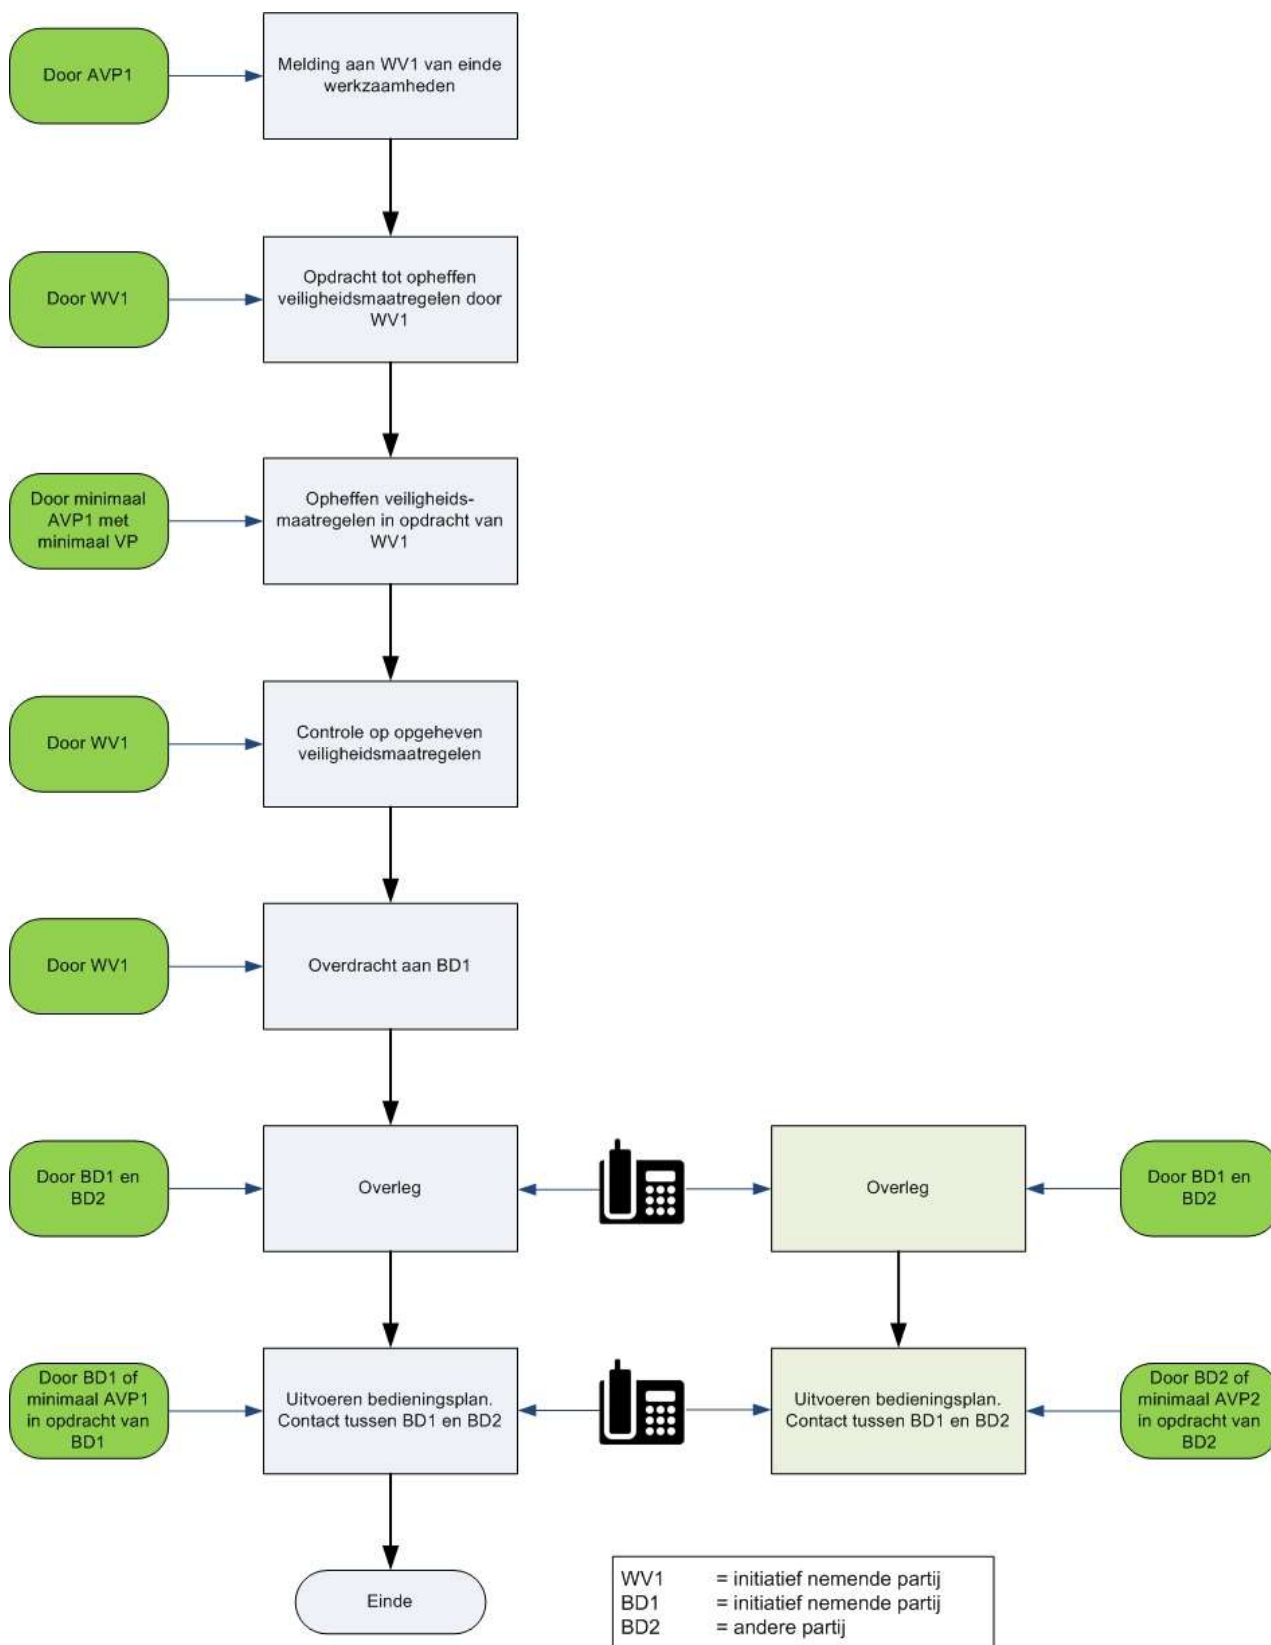 Door AVP1
Melding aan WV1 van einde
werkzaamheden
Door WV1
Opdracht tot opheffen
veiligheidsmaatregelen door
WV1
Door minimaal
AVP1 met
minimaal VP
Opheffen veiligheids-
maatregelen in opdracht van
WV1
Door WV1
Controle op opgeheven
veiligheidsmaatregelen
Door WV1
Overdracht aan BD1
Door BD1 en
BD2
Overleg
Overleg
Door BD1 en
BD2
Door BD1 of
minimaal AVP1
in opdracht van
BD1
Uitvoeren bedieningsplan.
Contact tussen BD1 en BD2
Uitvoeren bedieningsplan.
Contact tussen BD1 en BD2
Door BD2 of
minimaal AVP2
in opdracht van
BD2
Einde
WV1 = initiatief nemende partij
BD1 = initiatief nemende partij
BD2 = andere partij